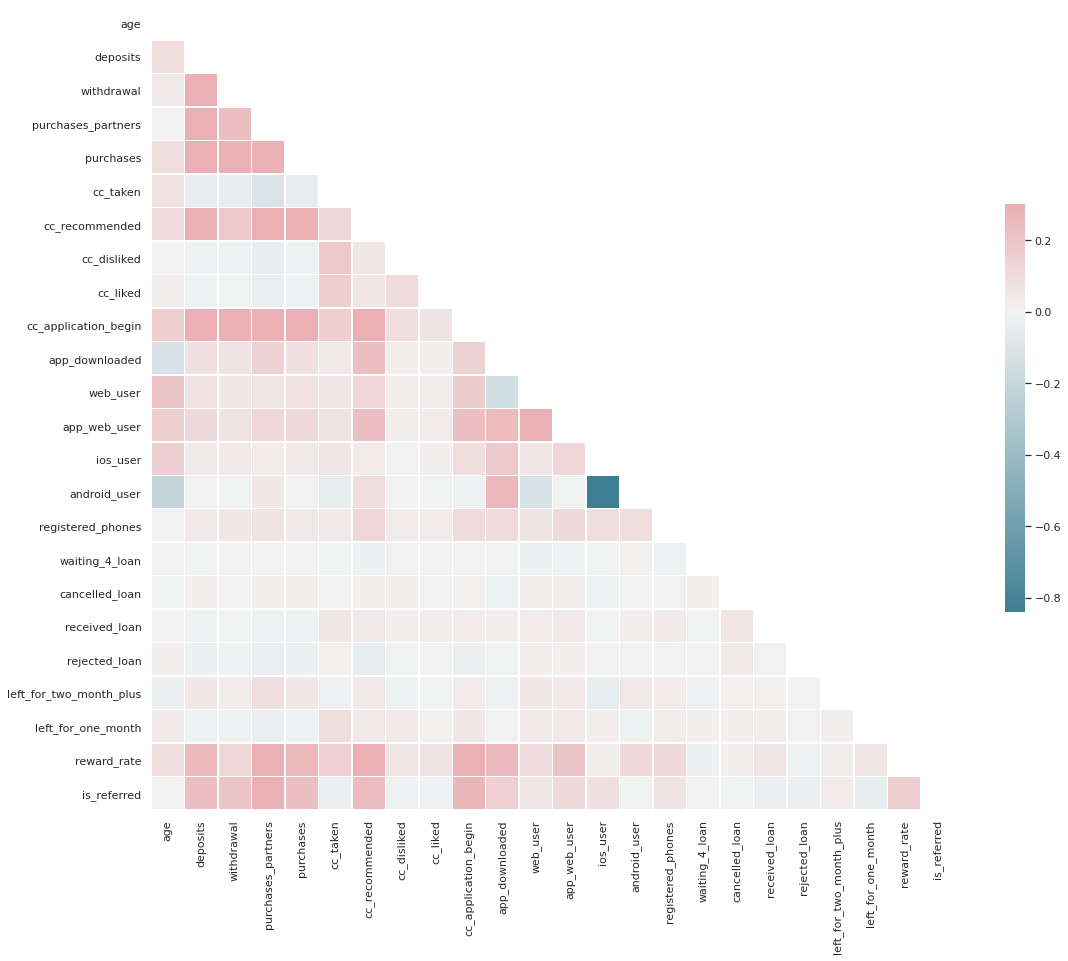 age
deposits
withdrawal
purchases_partners
purchases
cc_taken
cc_recommended
cc_disliked
cc_liked
cc_application_begin
app_downloaded
web_user
app_web_user
ios_user
android_user
registered_phones
waiting_4_loan
cancelled_loan
received_loan
rejected_loan
left_for_two_month_plus
left_for_one_month
reward_rate
is_referred
age
deposits
withdrawal
purchases_partners
purchases
cc_taken
cc_recommended
cc_disliked
cc_liked
cc_application_begin
app_downloaded
web_user
app_web_user
ios_user
android_user
registered_phones
waiting_4_loan
cancelled_loan
received_loan
rejected_loan
left_for_two_month_plus
left_for_one_month
reward_rate
is_referred
0.2
0.0
−0.2
−0.4
−0.6
−0.8